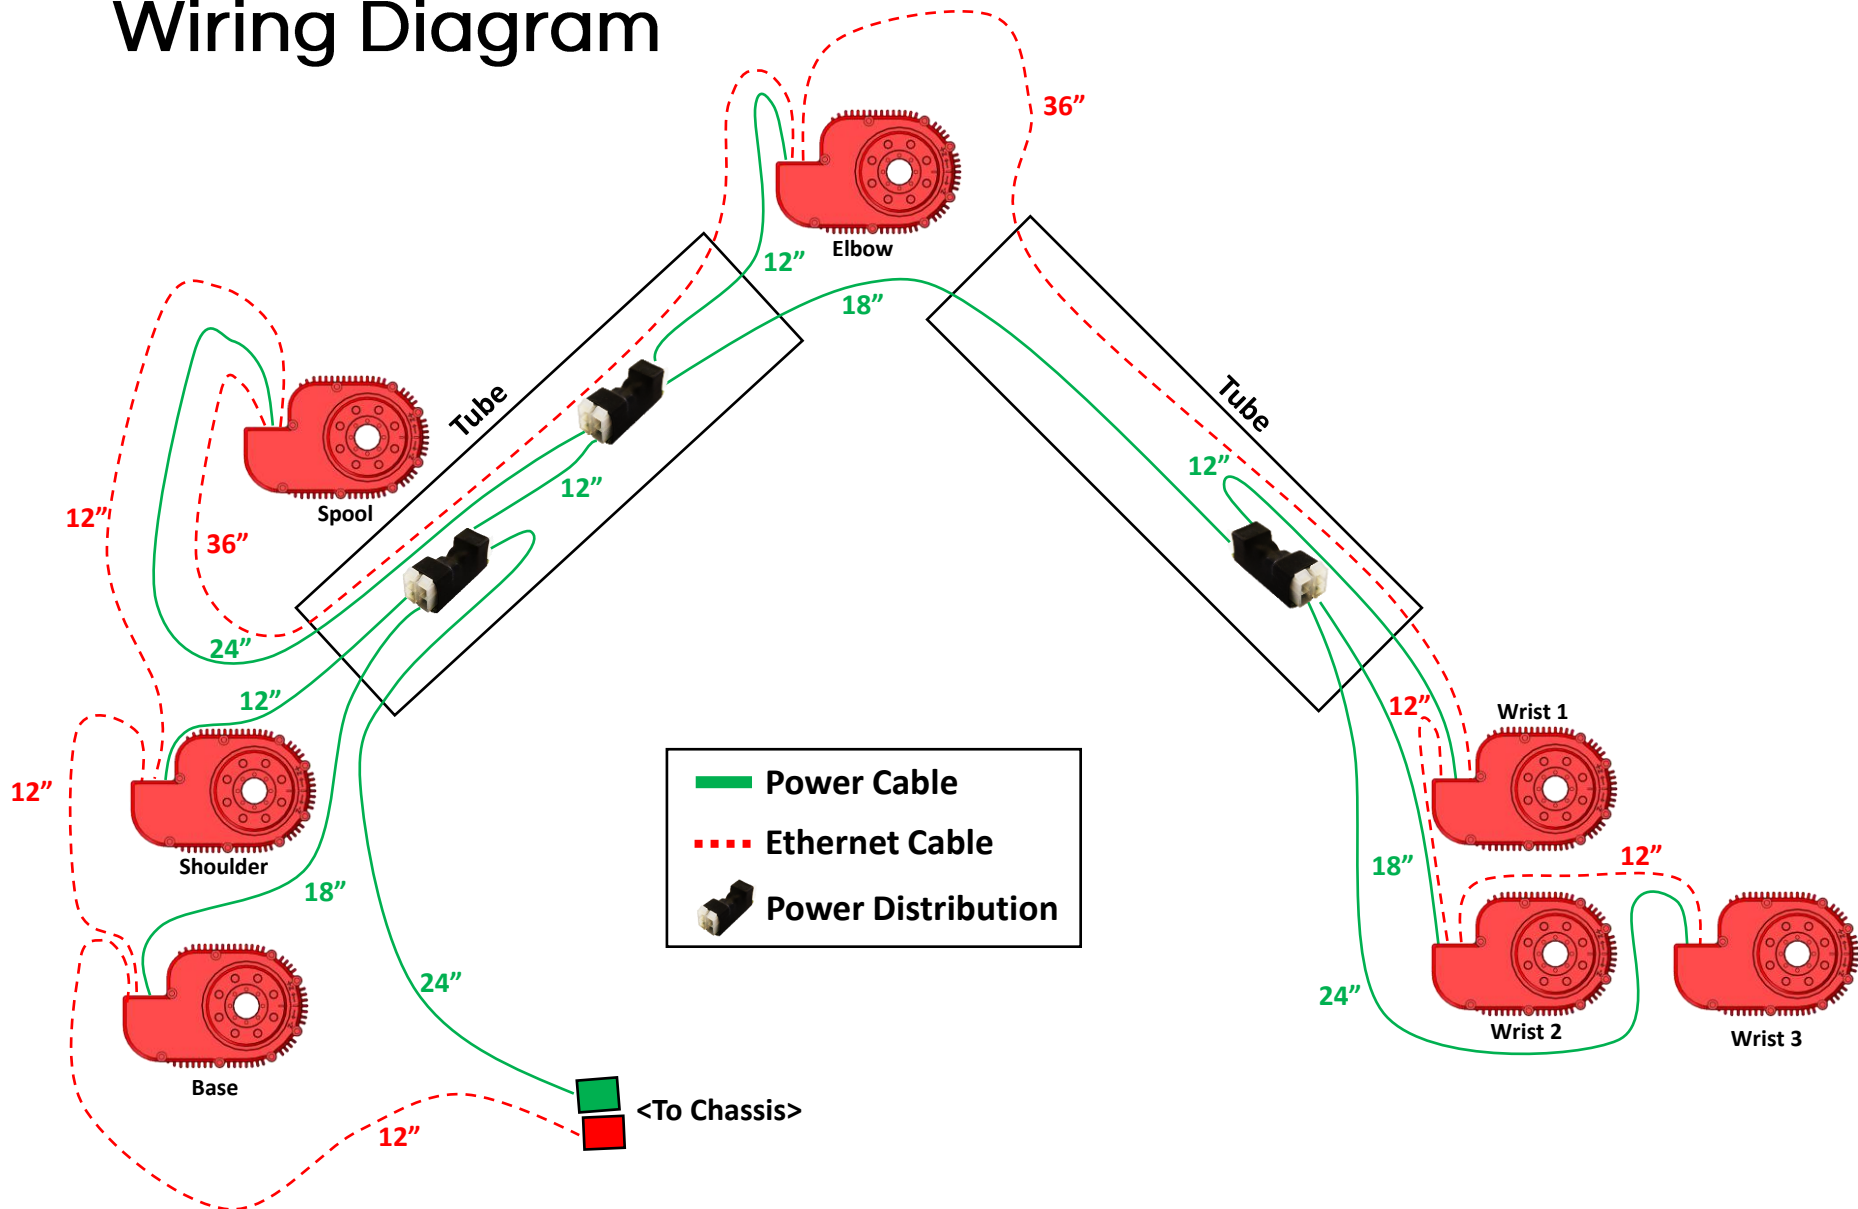 Wiring Diagram
36”
Elbow
12”
18”
Tube
Tube
12”
12”
Spool
12”
36”
24”
12”
12”
Wrist 1
12”
Shoulder
18”
18”
12”
Power Cable
Ethernet Cable
Power Distribution
24”
24”
Wrist 2
Wrist 3
Base
<To Chassis>
12”